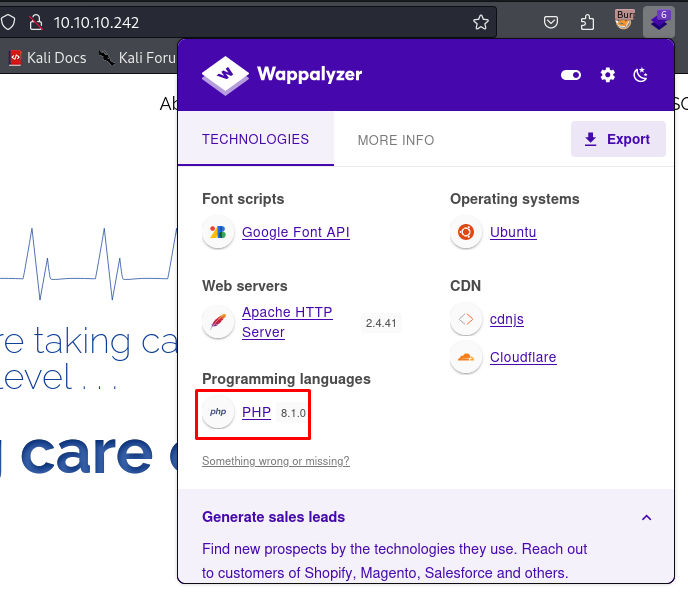 10.10.10.242
Bur
6
Kali Docs
Kali Foru
Wappalyzer
TECHNOLOGIES
MORE INFO
Export
Font scripts
Google Font API
Operating systems
Ubuntu
Web servers
Apache HTTP
Server
2.4.41
CDN
cdnjs
Cloudflare
Programming languages
php
PHP
8.1.0
Something wrong or missing?
Generate sales leads
Find new prospects by the technologies they use. Reach out
to customers of Shopify, Magento, Salesforce and others.
Ab
SC
re taking ca
level . . .
g care